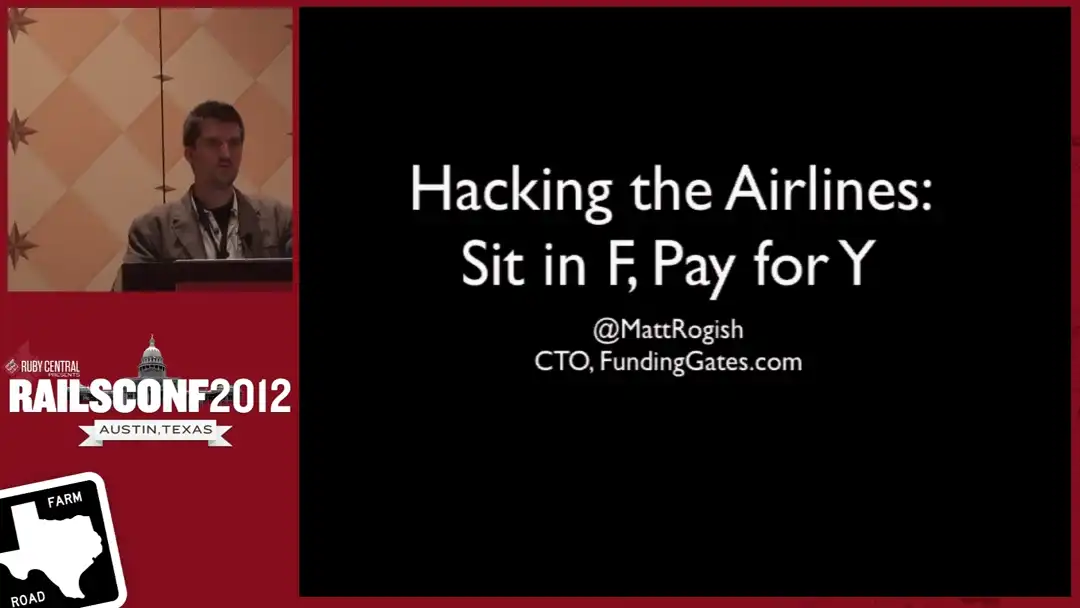 Hacking the Airlines:
Sit in F, Pay for Y
@MattRogish
CTO, FundingGates.com
RUBY CENTRAL
PRESENTS
RAILSCONF2012
AUSTIN, TEXAS
FARM
ROAD